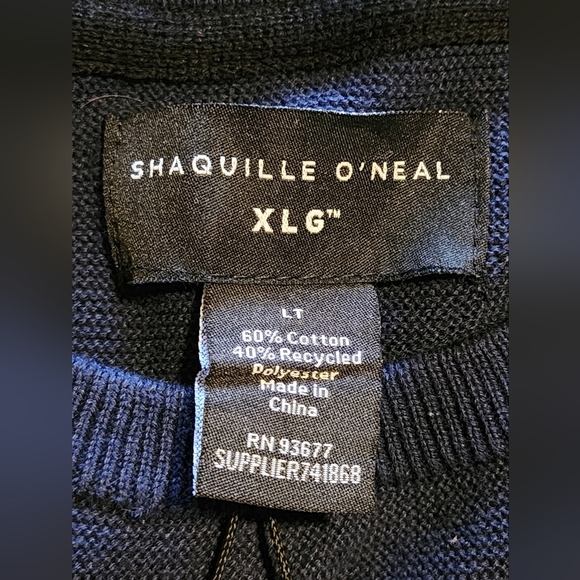 SHAQUILLE O'NEAL
XLG™
LT
60% Cotton
40% Recycled
Polyester
Made in
China
RN 93677
SUPPLIER741868